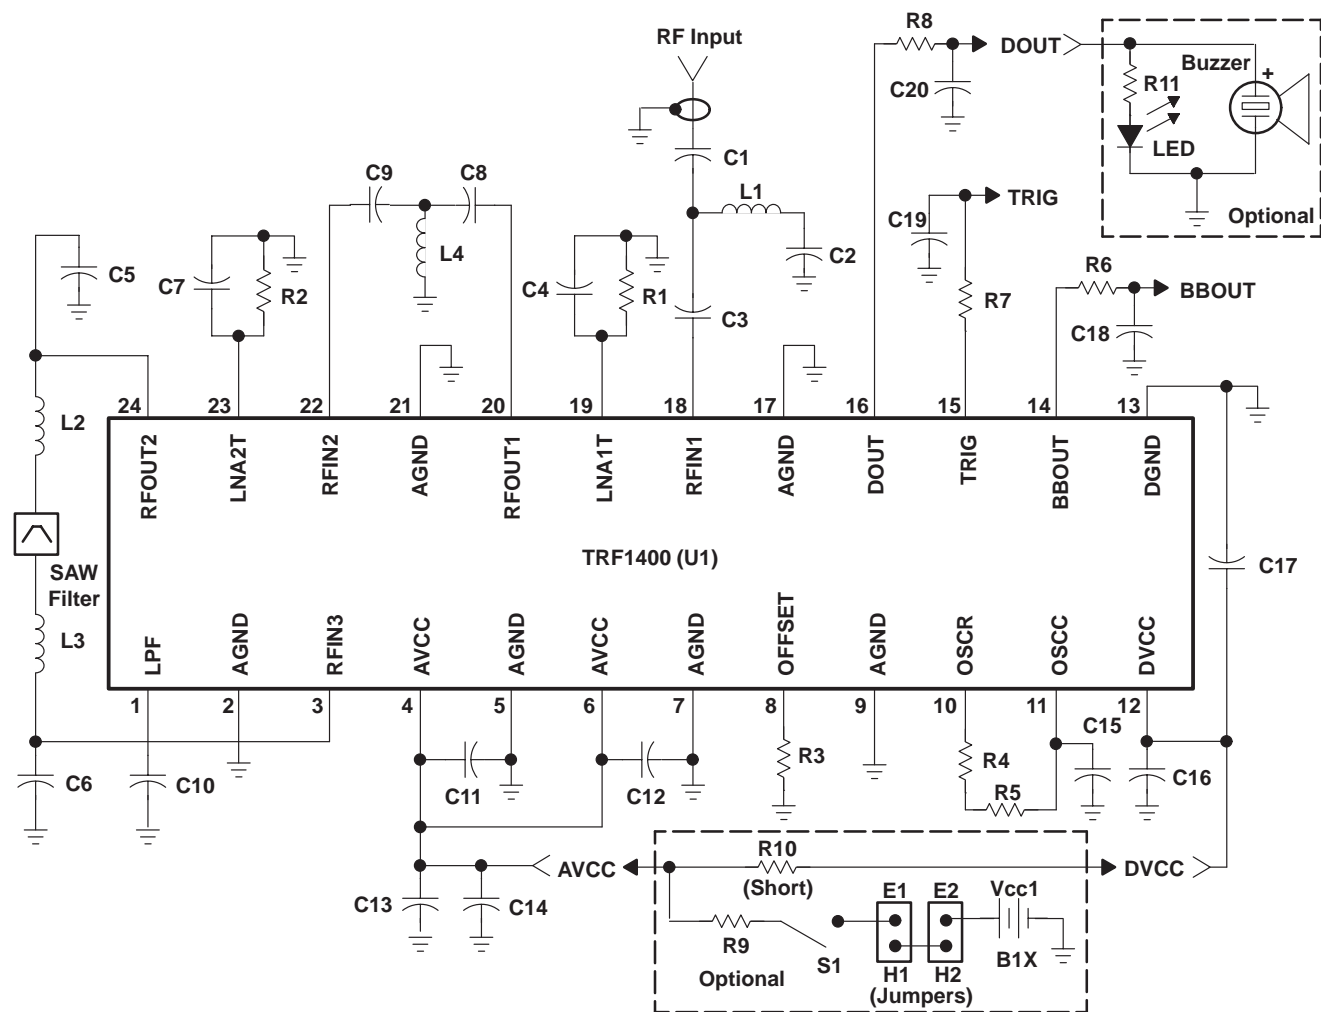 R8
RF Input
DOUT
Buzzer
+
R11
C20
C1
LED
C9
C8
L1
TRIG
C19
Optional
L4
C2
C5
C7
R2
C4
R1
R6
R7
BBOUT
C3
C18
24
23
22
21
20
19
18
17
16
15
14
13
L2
RFOUT2
LNA2T
RFIN2
AGND
RFOUT1
LNA1T
RFIN1
AGND
DOUT
TRIG
BBOUT
DGND
TRF1400 (U1)
C17
SAW
Filter
L3
LPF
AGND
RFIN3
AVCC
AGND
AVCC
AGND
OFFSET
AGND
OSCR
OSCC
DVCC
1
2
3
4
5
6
7
8
9
10
11
12
C15
R3
R4
C6
C10
C11
C12
R5
C16
R10
AVCC
(Short)
DVCC
E1
E2
Vcc1
C13
C14
R9
S1
B1X
Optional
H1
H2
(Jumpers)